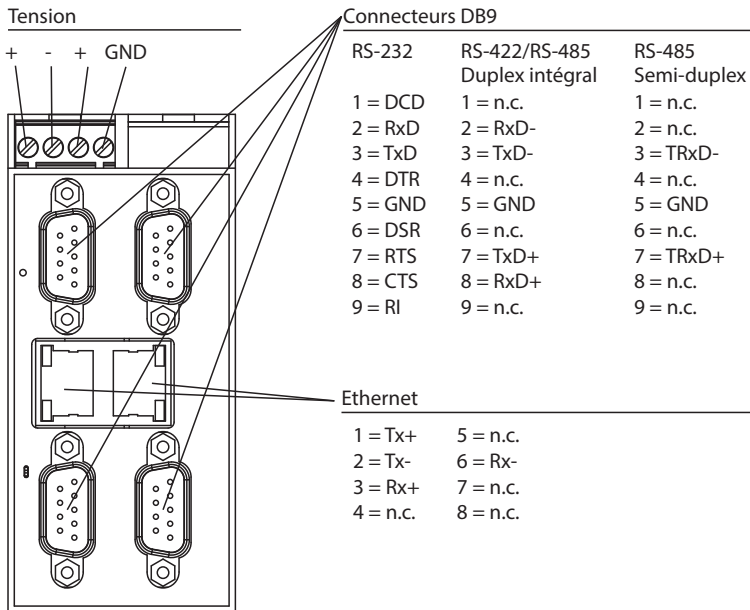 Tension
+ - + GND
Connecteurs DB9
RS-232 RS-422/RS-485 RS-485
Duplex intégral Semi-duplex
1 = DCD 1 = n.c. 1 = n.c.
2 = RxD 2 = RxD- 2 = n.c.
3 = TxD 3 = TxD- 3 = TRxD-
4 = DTR 4 = n.c. 4 = n.c.
5 = GND 5 = GND 5 = GND
6 = DSR 6 = n.c. 6 = n.c.
7 = RTS 7 = TxD+ 7 = TRxD+
8 = CTS 8 = RxD+ 8 = n.c.
9 = RI 9 = n.c. 9 = n.c.
Ethernet
1 = Tx+ 5 = n.c.
2 = Tx- 6 = Rx-
3 = Rx+ 7 = n.c.
4 = n.c. 8 = n.c.